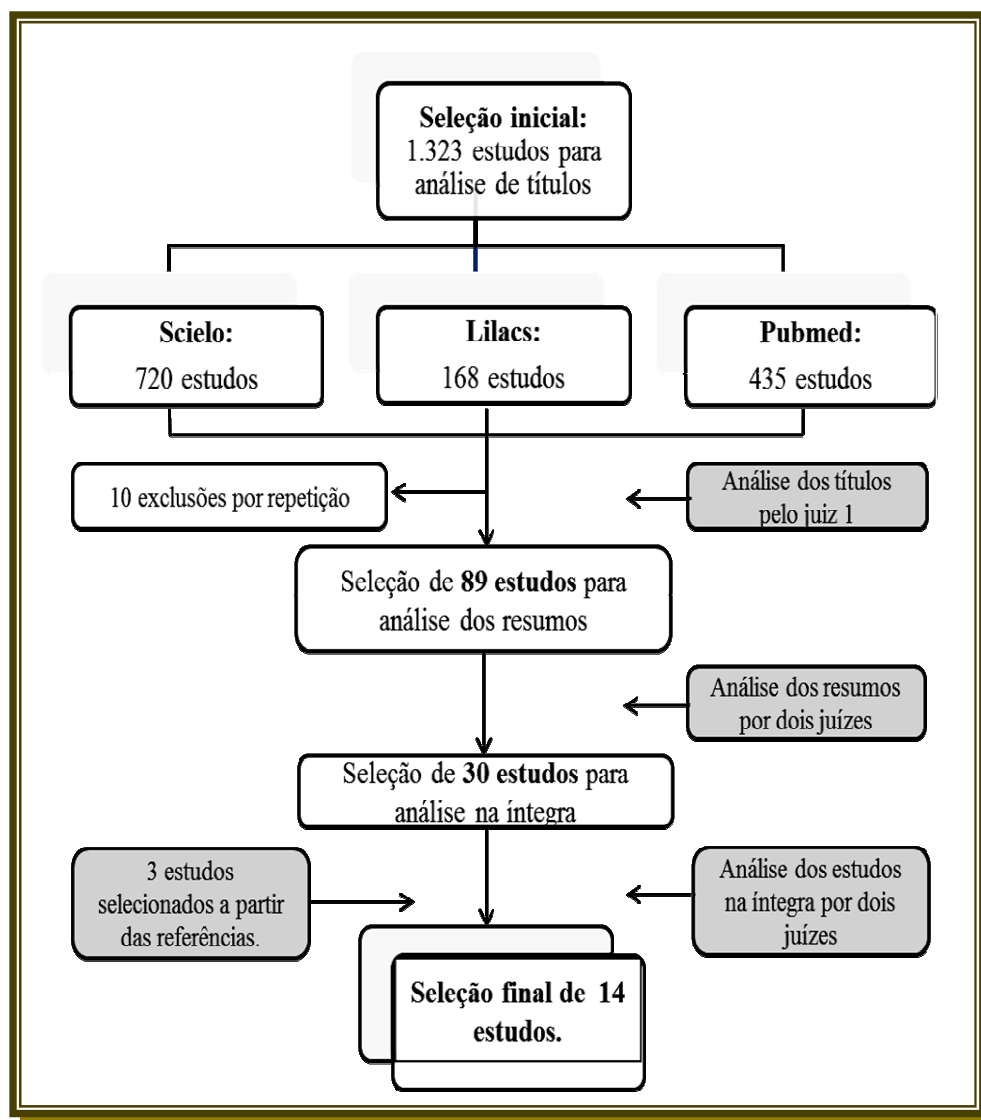 Seleção inicial:
1.323 estudos para
análise de títulos
Scielo:
720 estudos
Lilacs:
168 estudos
Pubmed:
435 estudos
10 exclusões por repetição
Análise dos títulos
pelo juiz 1
Seleção de 89 estudos para
análise dos resumos
Análise dos resumos
por dois juízes
Seleção de 30 estudos para
análise na íntegra
3 estudos
selecionados a partir
das referências.
Análise dos estudos
na íntegra por dois
juízes
Seleção final de 14
estudos.